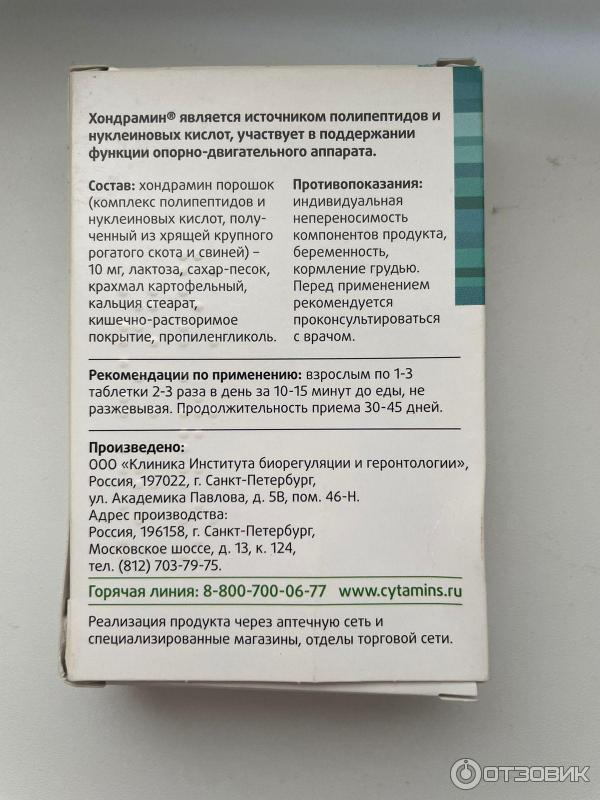 Хондрамин® является источником полипептидов и
нуклеиновых кислот, участвует в поддержании
функции опорно-двигательного аппарата.
Состав: хондрамин порошок
(комплекс полипептидов и
нуклеиновых кислот, полу-
ченный из хрящей крупного
рогатого скота и свиней) –
10 мг, лактоза, сахар-песок,
крахмал картофельный,
кальция стеарат,
кишечно-растворимое
покрытие, пропиленгликоль.
Противопоказания:
индивидуальная
непереносимость
компонентов продукта,
беременность,
кормление грудью.
Перед применением
рекомендуется
проконсультироваться
с врачом.
Рекомендации по применению: взрослым по 1-3
таблетки 2-3 раза в день за 10-15 минут до еды, не
разжевывая. Продолжительность приема 30-45 дней.
Произведено:
ООО «Клиника Института биорегуляции и геронтологии»,
Россия, 197022, г. Санкт-Петербург,
ул. Академика Павлова, д. 5В, пом. 46-Н.
Адрес производства:
Россия, 196158, г. Санкт-Петербург,
Московское шоссе, д. 13, к. 124,
тел. (812) 703-79-75.
Горячая линия: 8-800-700-06-77 www.cytamins.ru
Реализация продукта через аптечную сеть и
специализированные магазины, отделы торговой сети.
ОТЗОВИК